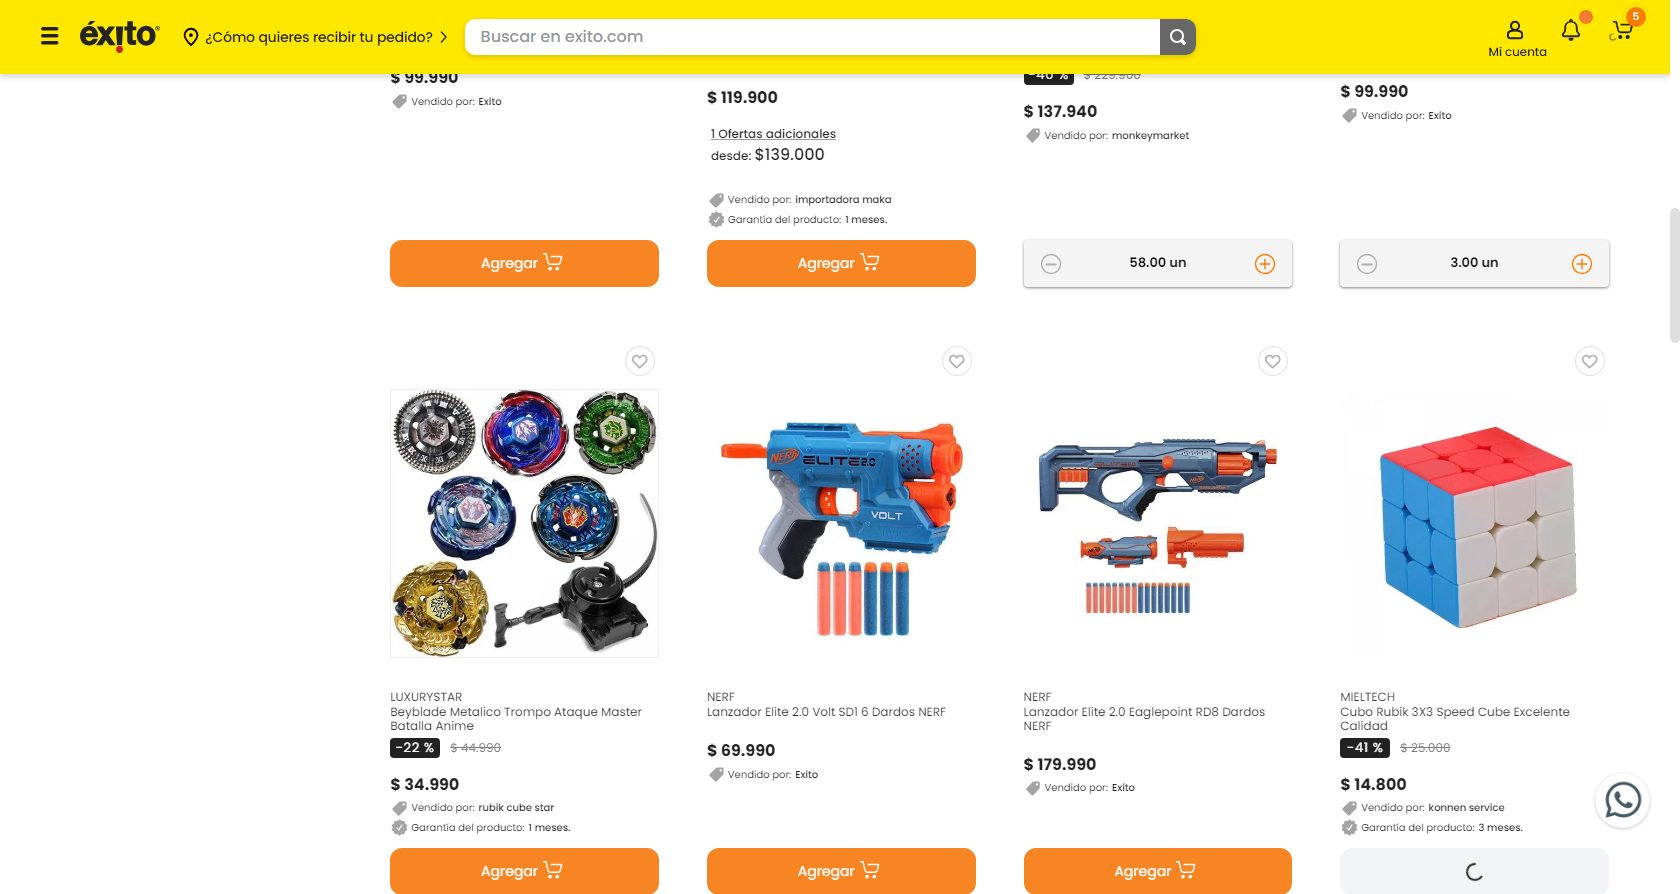 éxito
¿Cómo quieres recibir tu pedido?
Buscar en exito.com
Mi cuenta
5
$ 99.990
Vendido por: Exito
$ 119.900
1 Ofertas adicionales
desde: $139.000
Vendido por: importadora maka
Garantía del producto: 1 meses.
-40 % $ 229.900
$ 137.940
Vendido por: monkeymarket
$ 99.990
Vendido por: Exito
Agregar
Agregar
58.00 un
3.00 un
NERF ELITE 2.0
VOLT
LUXURYSTAR
Beyblade Metalico Trompo Ataque Master
Batalla Anime
-22 % $ 44.990
$ 34.990
Vendido por: rubik cube star
Garantía del producto: 1 meses.
NERF
Lanzador Elite 2.0 Volt SD1 6 Dardos NERF
$ 69.990
Vendido por: Exito
NERF
Lanzador Elite 2.0 Eaglepoint RD8 Dardos
NERF
$ 179.990
Vendido por: Exito
MIELTECH
Cubo Rubik 3X3 Speed Cube Excelente
Calidad
-41 % $ 25.000
$ 14.800
Vendido por: konnen service
Garantía del producto: 3 meses.
Agregar
Agregar
Agregar